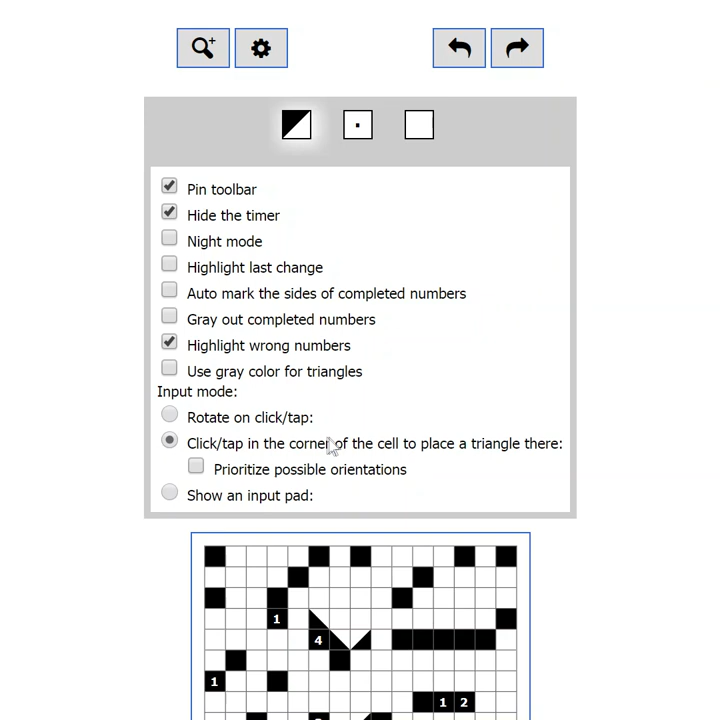 Pin toolbar
Hide the timer
Night mode
Highlight last change
Auto mark the sides of completed numbers
Gray out completed numbers
Highlight wrong numbers
Use gray color for triangles
Input mode:
Rotate on click/tap:
Click/tap in the corner of the cell to place a triangle there:
Prioritize possible orientations
Show an input pad:
1
4
1
1 2